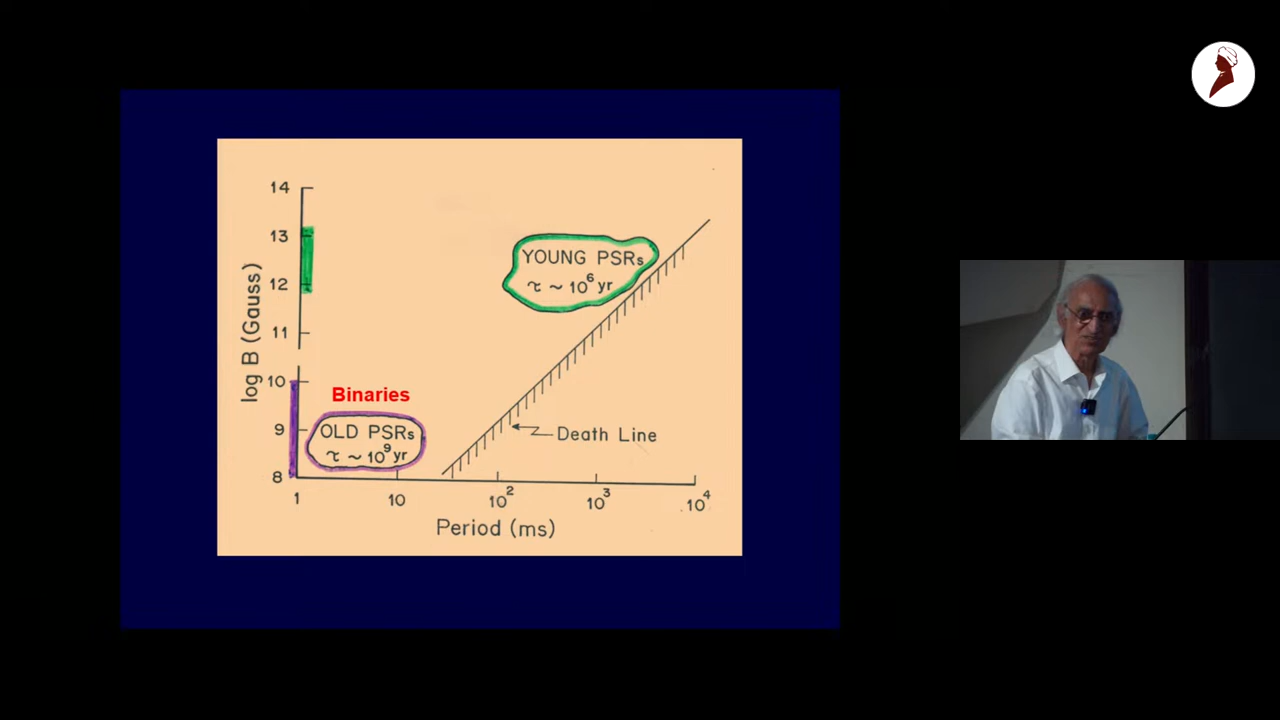 14
13
12
11
10
9
8
log B (Gauss)
YOUNG PSRs
τ ~ 10⁶ yr
Binaries
OLD PSRs
τ ~ 10⁹ yr
Death Line
1
10
10²
10³
10⁴
Period (ms)